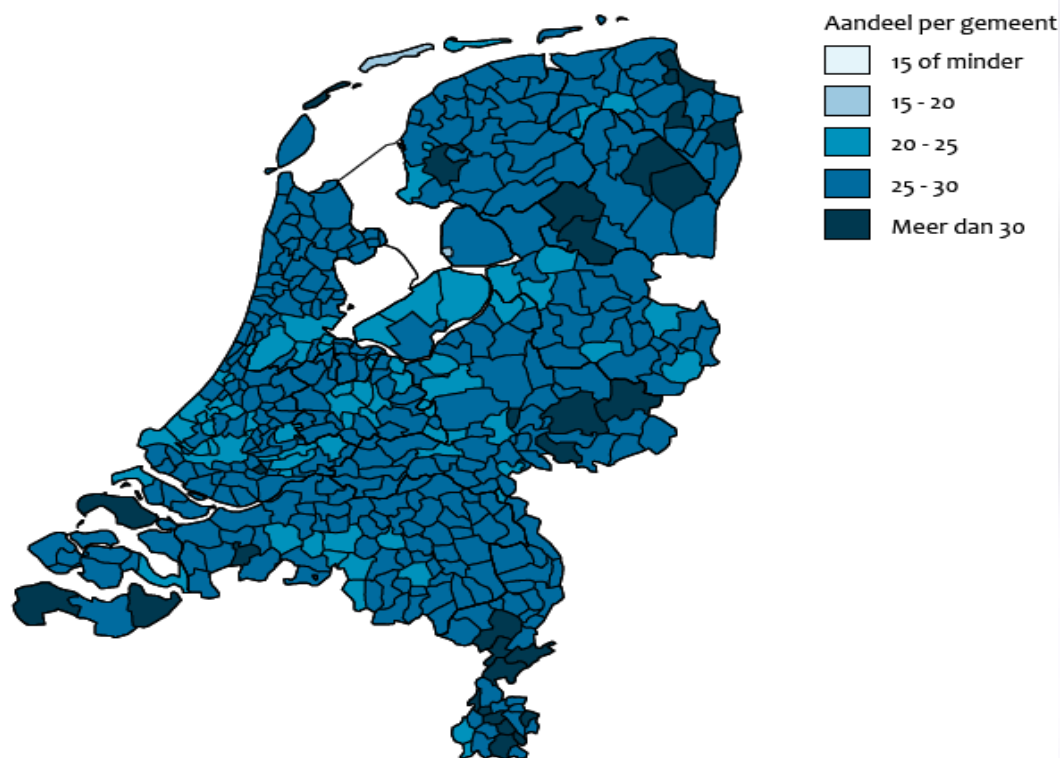 Aandeel per gemeent
15 of minder
15 - 20
20 - 25
25 - 30
Meer dan 30